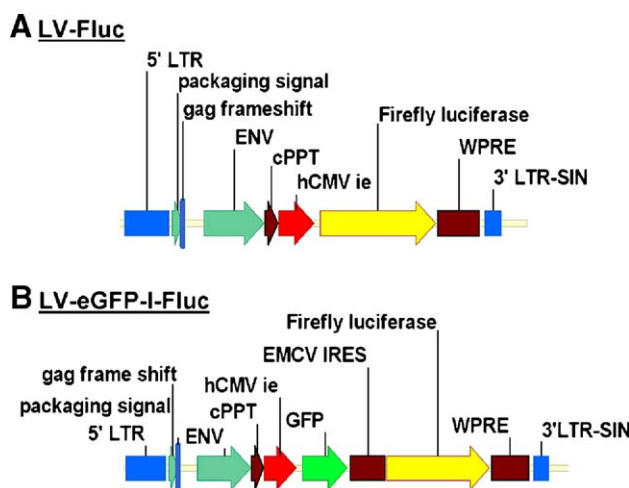 A LV-Fluc
5' LTR
packaging signal
gag frameshift
ENV
cPPT
hCMV ie
Firefly luciferase
WPRE
3' LTR-SIN
B LV-eGFP-I-Fluc
Firefly luciferase
EMCV IRES
gag frame shift
hCMV ie
packaging signal
cPPT
GFP
5' LTR
ENV
WPRE
3'LTR-SIN